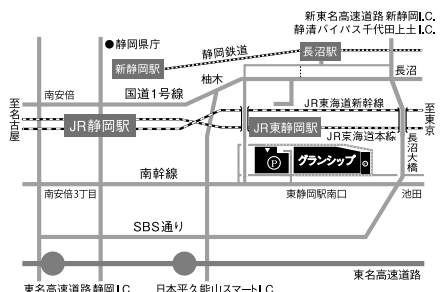 新東名高速道路 新静岡I.C.
静清バイパス千代田上土I.C.
●静岡県庁
静岡鉄道
長沼駅
新静岡駅
柚木
長沼
南安倍
国道1号線
JR東海道新幹線
至名古屋
JR静岡駅
JR東静岡駅
至東京
JR東海道本線
長沼大橋
P
グランシップ
南幹線
南安倍3丁目
東静岡駅南口
池田
SBS通り
東名高速道路
東名高速道路 静岡I.C.
日本平久能山スマートI.C.